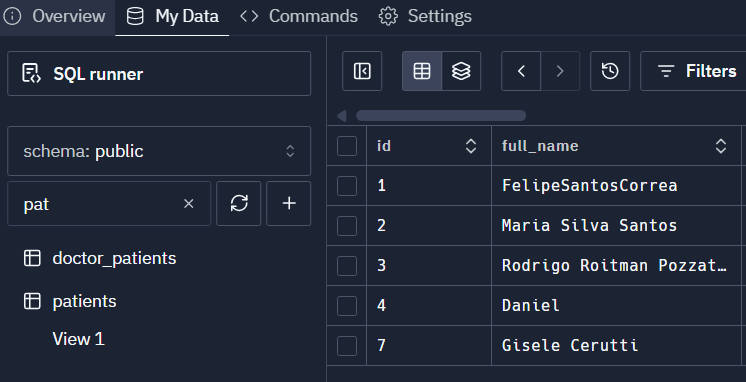 Overview My Data Commands Settings
SQL runner
Filters
schema: public
pat
doctor_patients
patients
View 1
id full_name
1 FelipeSantosCorrea
2 Maria Silva Santos
3 Rodrigo Roitman Pozzat…
4 Daniel
7 Gisele Cerutti